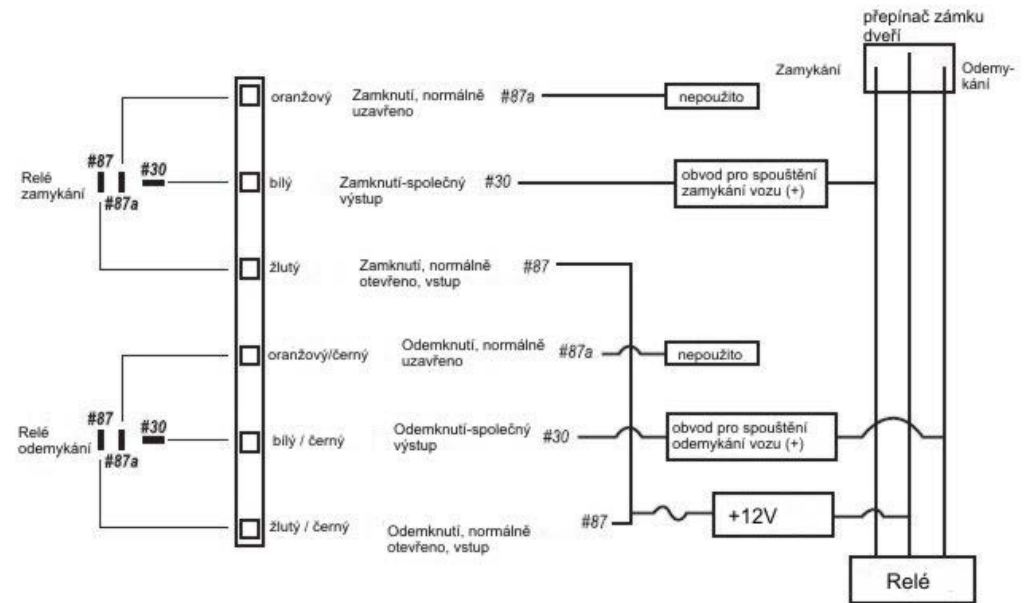 přepínač zámku
dveří
Zamykání
Odemy-
kání
oranžový
Zamknutí, normálně
uzavřeno
#87a
nepoužito
Relé
zamykání
#87
#30
#87a
bílý
Zamknutí-společný
výstup
#30
obvod pro spouštění
zamykání vozu (+)
žlutý
Zamknutí, normálně
otevřeno, vstup
#87
oranžový/černý
Odemknutí, normálně
uzavřeno
#87a
nepoužito
Relé
odemykání
#87
#30
#87a
bílý / černý
Odemknutí-společný
výstup
#30
obvod pro spouštění
odemykání vozu (+)
žlutý / černý
Odemknutí, normálně
otevřeno, vstup
#87
+12V
Relé